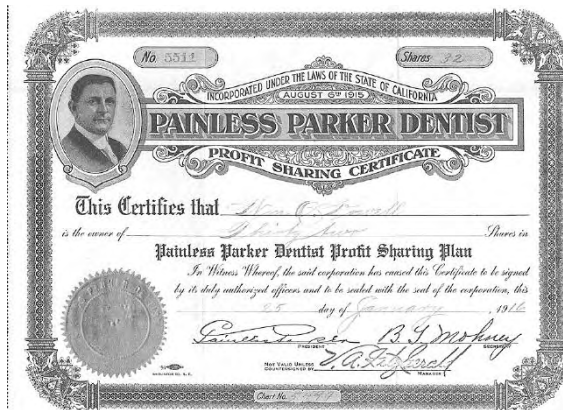 No. 5511
Shares 32
INCORPORATED UNDER THE LAWS OF THE STATE OF CALIFORNIA
AUGUST 6TH 1915
PAINLESS PARKER DENTIST
PROFIT SHARING CERTIFICATE
This Certifies that Wm. C.
is the owner of Thirty two Shares in
Painless Parker Dentist Profit Sharing Plan
In Witness Whereof, the said corporation has caused this Certificate to be signed
by its duly authorized officers and to be sealed with the seal of the corporation, this
25 day of January, 1916
Painless Parker B. G. Mohney
PRESIDENT SECRETARY
NOT VALID UNLESS
COUNTERSIGNED BY
MANAGER
Chart No.